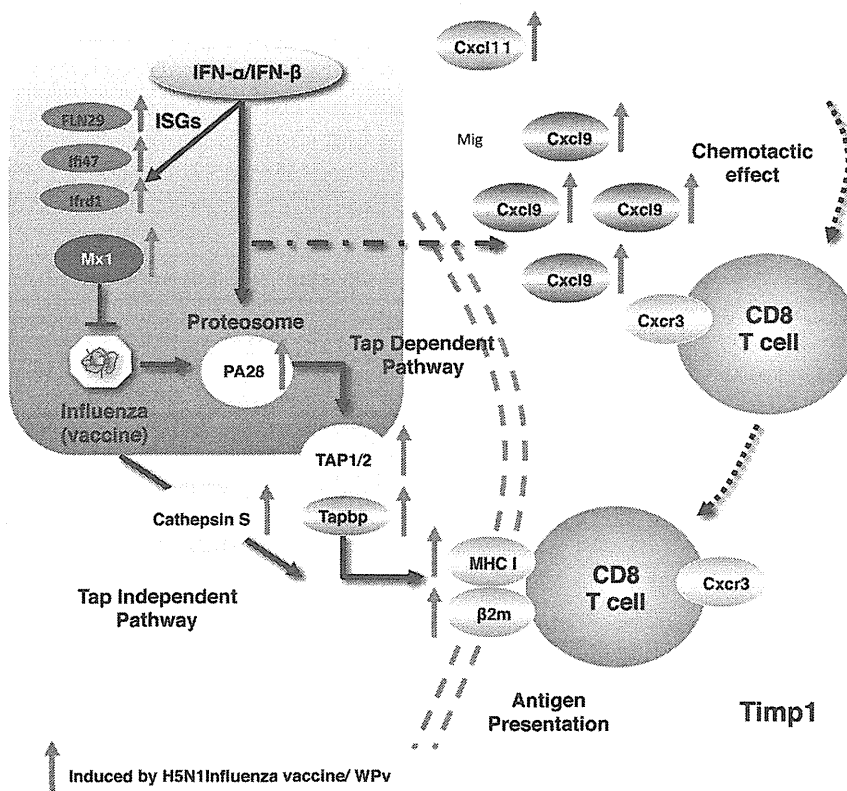 Cxcl11
IFN-α/IFN-β
FLN29
ISGs
Ifi47
Ifrd1
Mx1
Mig
Cxcl9
Cxcl9
Cxcl9
Cxcl9
Chemotactic
effect
Cxcr3
CD8
T cell
Proteosome
PA28
Tap Dependent
Pathway
Influenza
(vaccine)
TAP1/2
Cathepsin S
Tapbp
MHC I
β2m
CD8
T cell
Cxcr3
Tap Independent
Pathway
Antigen
Presentation
Timp1
Induced by H5N1Influenza vaccine/ WPv